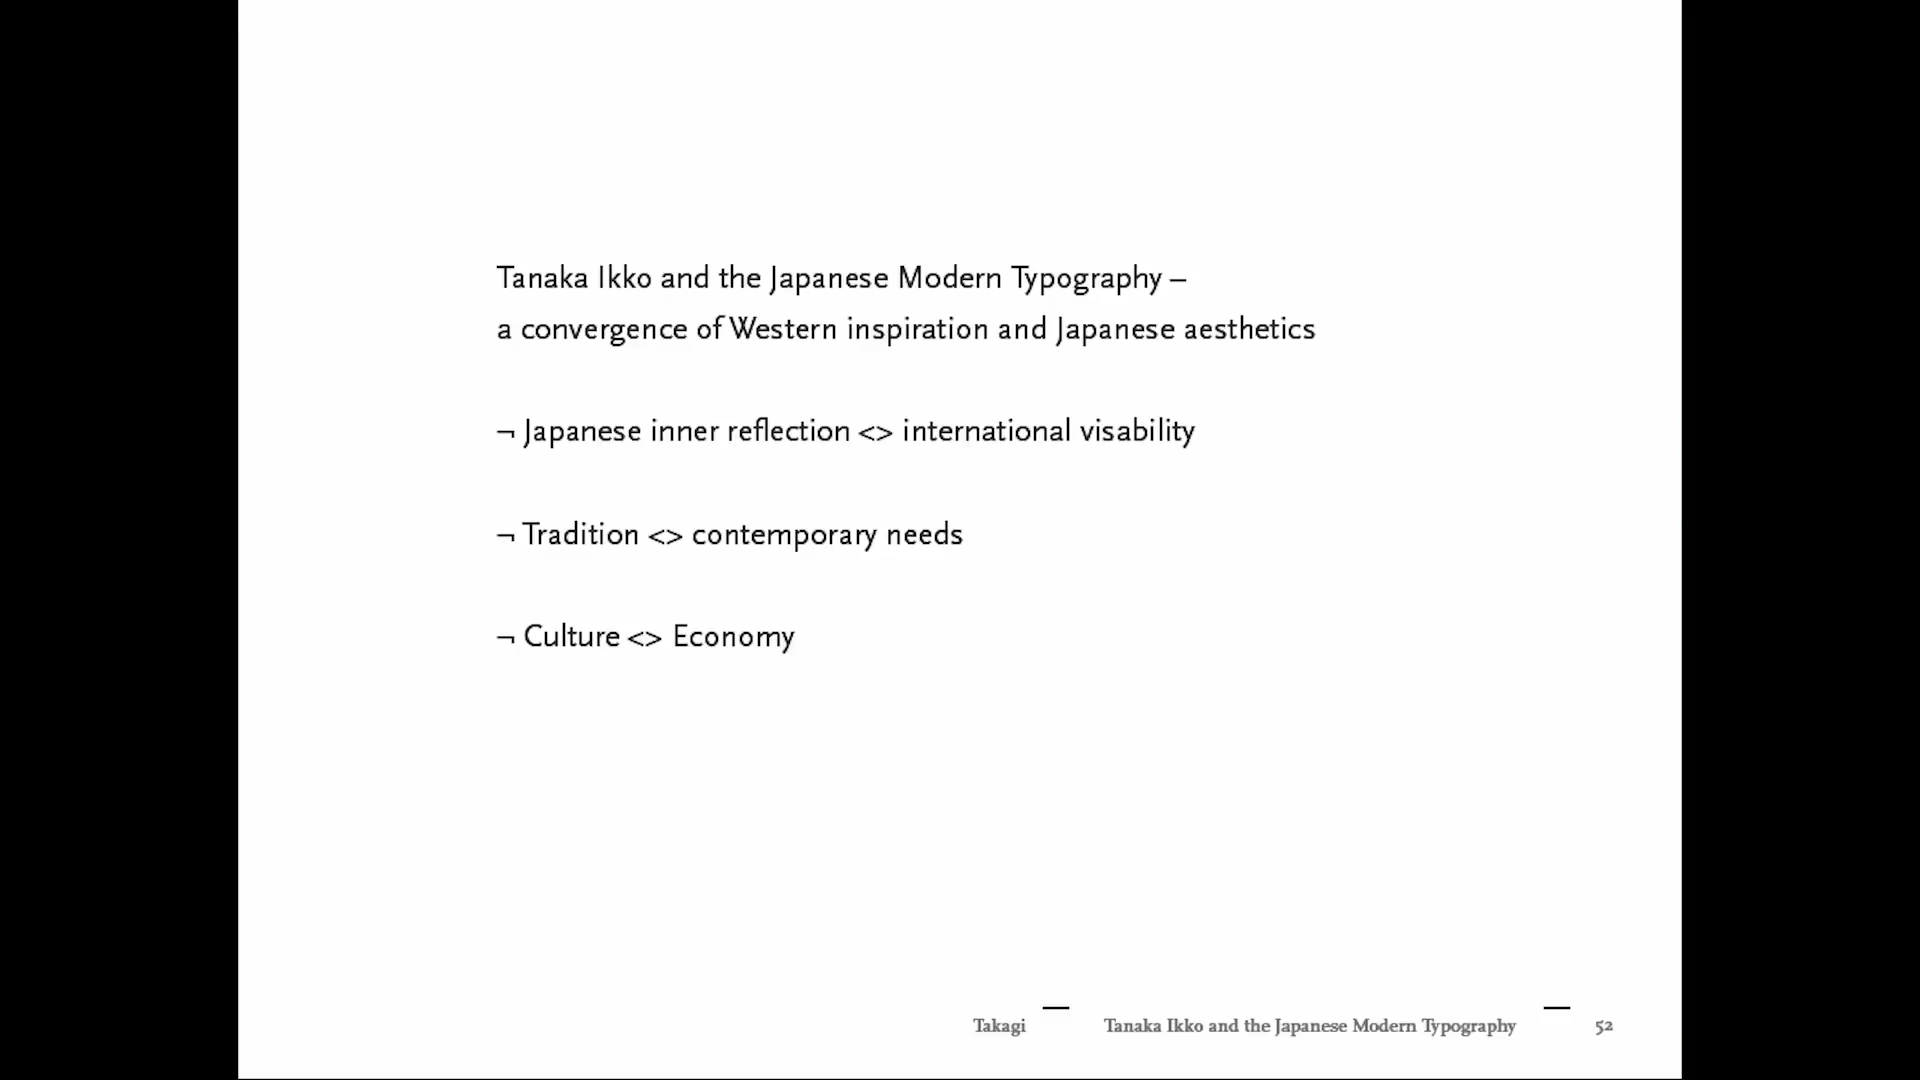 Tanaka Ikko and the Japanese Modern Typography –
a convergence of Western inspiration and Japanese aesthetics
¬ Japanese inner reflection <> international visability
¬ Tradition <> contemporary needs
¬ Culture <> Economy
Takagi — Tanaka Ikko and the Japanese Modern Typography — 52